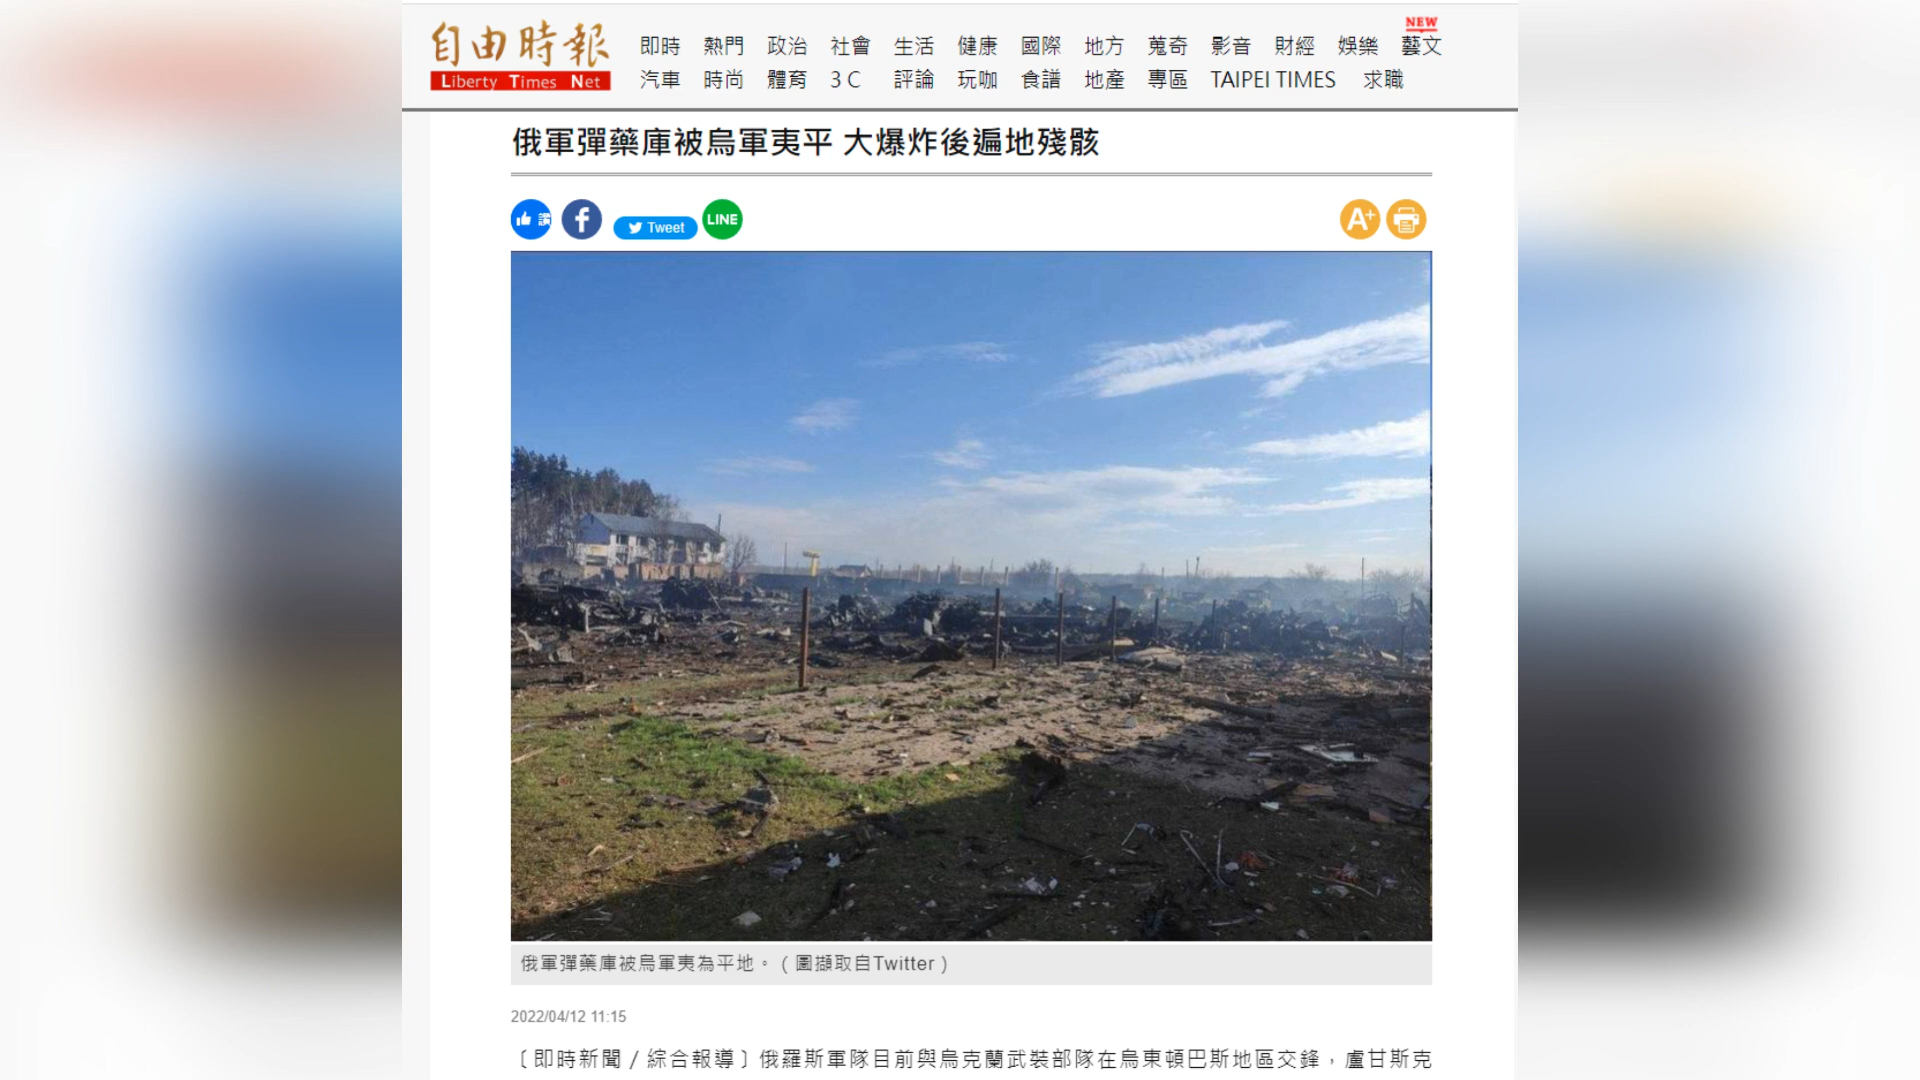 自由時報
Liberty Times Net
NEW
即時 熱門 政治 社會 生活 健康 國際 地方 蒐奇 影音 財經 娛樂 藝文
汽車 時尚 體育 3 C 評論 玩咖 食譜 地產 專區 TAIPEI TIMES 求職
俄軍彈藥庫被烏軍夷平 大爆炸後遍地殘骸
讚 f Tweet LINE A+
俄軍彈藥庫被烏軍夷為平地。（圖擷取自Twitter）
2022/04/12 11:15
〔即時新聞／綜合報導〕俄羅斯軍隊目前與烏克蘭武裝部隊在烏東頓巴斯地區交鋒，盧甘斯克